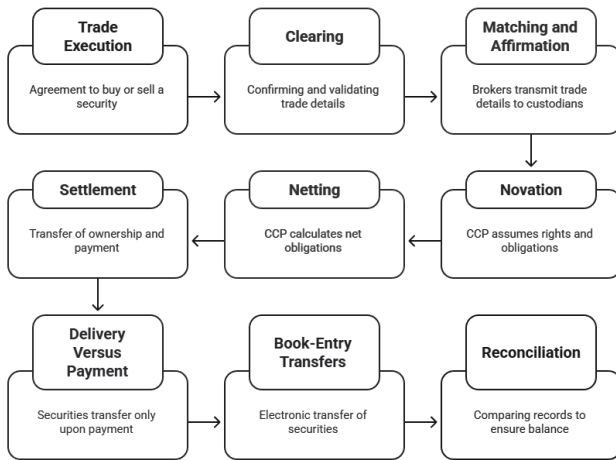 Trade
Execution
Agreement to buy or sell a
security
Clearing
Confirming and validating
trade details
Matching and
Affirmation
Brokers transmit trade
details to custodians
Novation
CCP assumes rights and
obligations
Netting
CCP calculates net
obligations
Settlement
Transfer of ownership and
payment
Delivery
Versus
Payment
Securities transfer only
upon payment
Book-Entry
Transfers
Electronic transfer of
securities
Reconciliation
Comparing records to
ensure balance